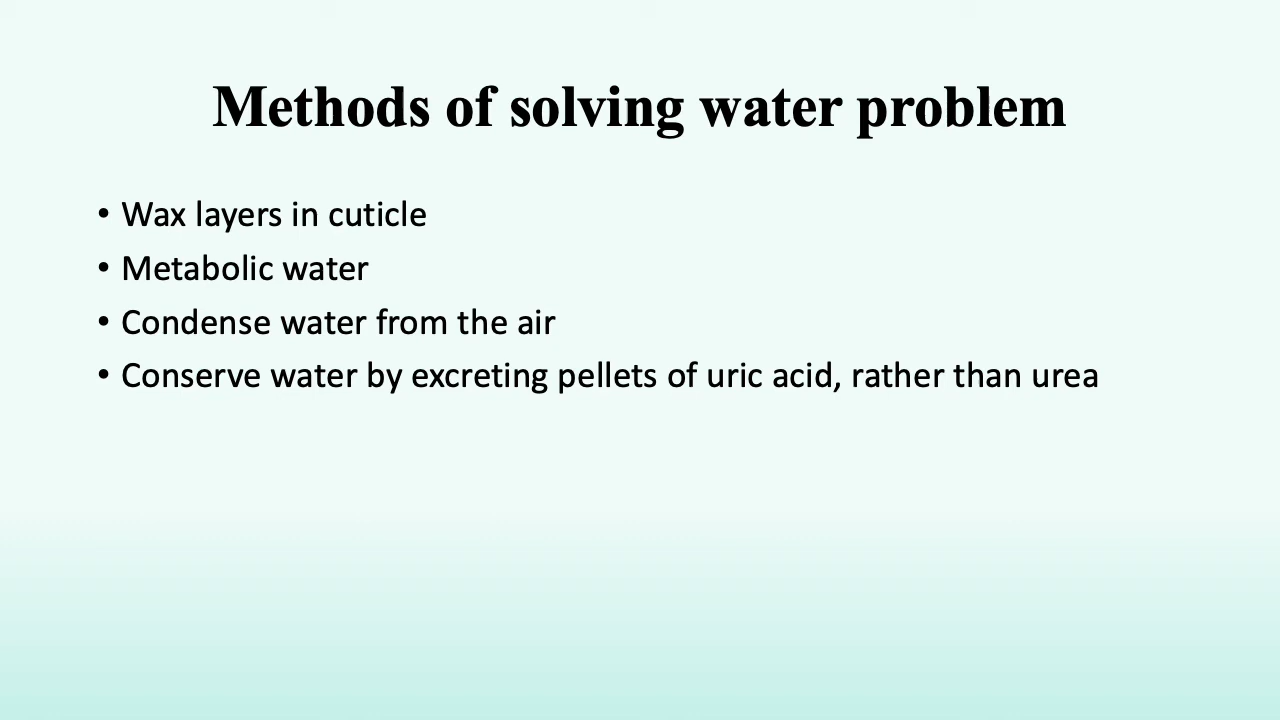 Methods of solving water problem
• Wax layers in cuticle
• Metabolic water
• Condense water from the air
• Conserve water by excreting pellets of uric acid, rather than urea